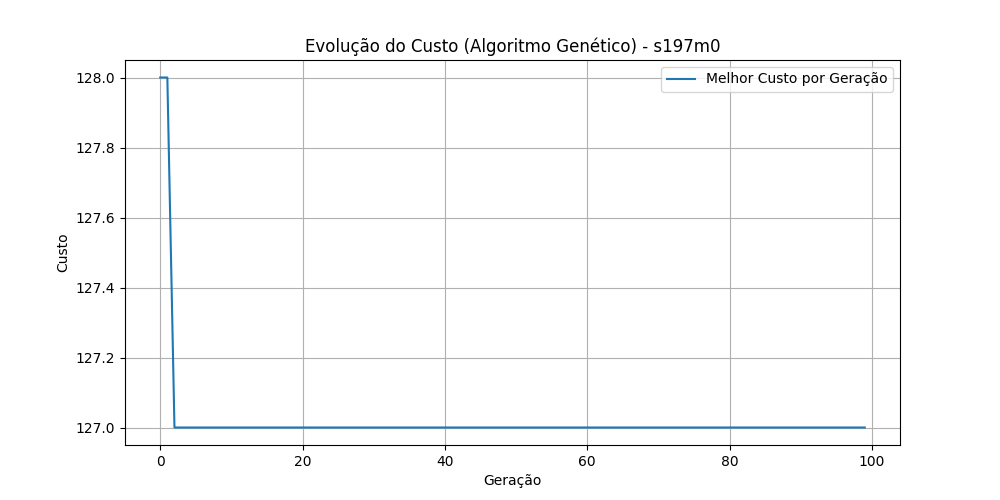 Evolução do Custo (Algoritmo Genético) - s197m0
Melhor Custo por Geração
128.0
127.8
127.6
127.4
127.2
127.0
Custo
0 20 40 60 80 100
Geração